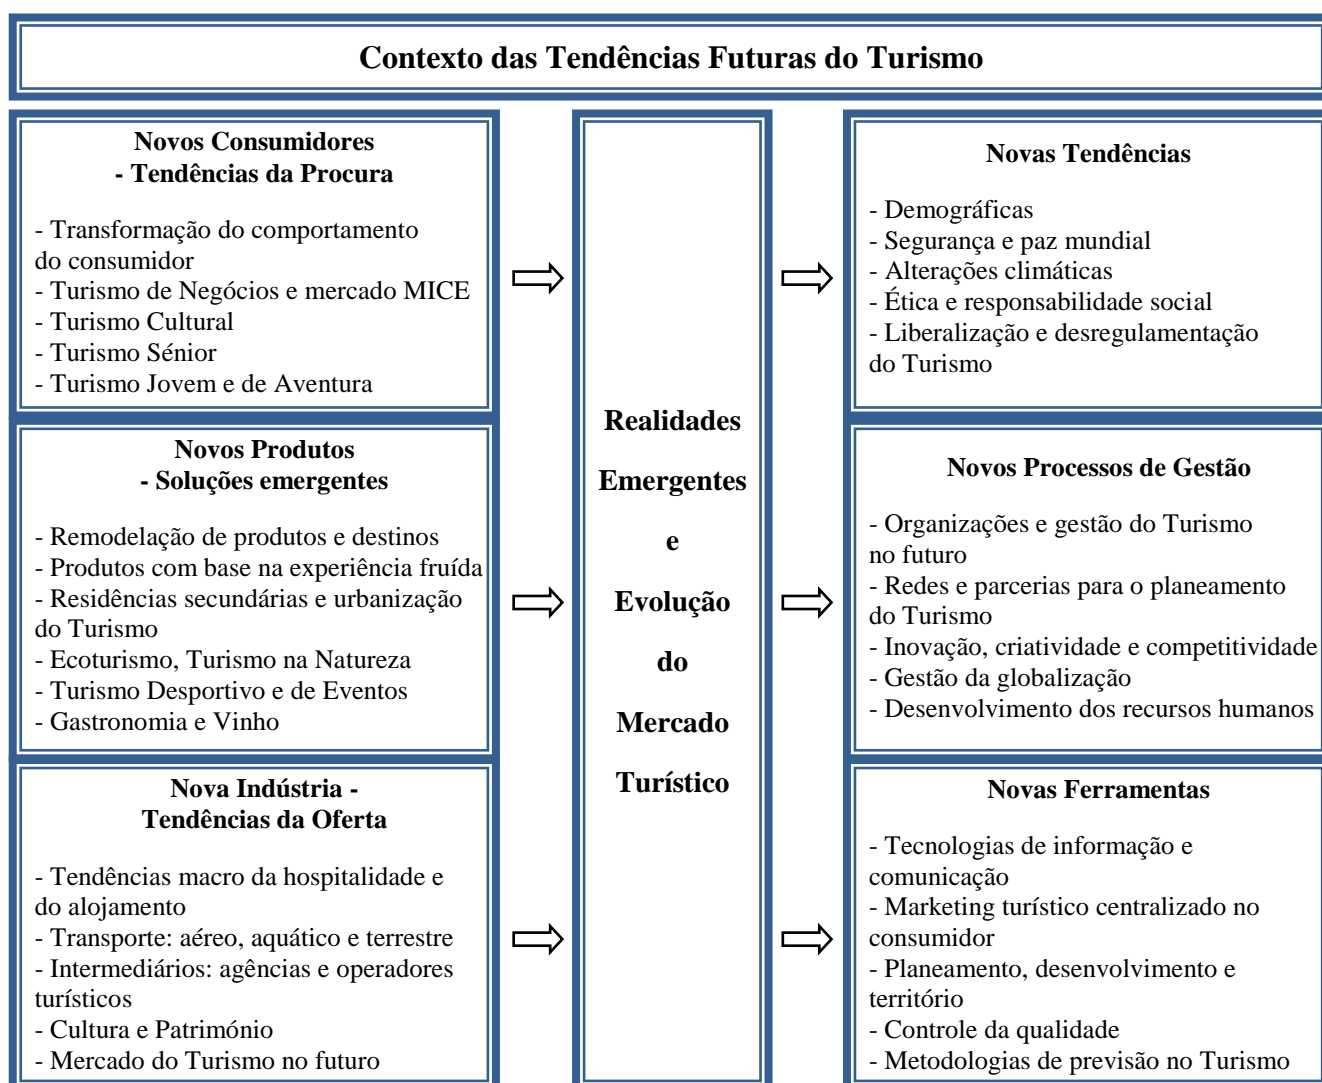 Contexto das Tendências Futuras do Turismo
Novos Consumidores
- Tendências da Procura
- Transformação do comportamento
do consumidor
- Turismo de Negócios e mercado MICE
- Turismo Cultural
- Turismo Sénior
- Turismo Jovem e de Aventura
Novos Produtos
- Soluções emergentes
- Remodelação de produtos e destinos
- Produtos com base na experiência fruída
- Residências secundárias e urbanização
do Turismo
- Ecoturismo, Turismo na Natureza
- Turismo Desportivo e de Eventos
- Gastronomia e Vinho
Nova Indústria -
Tendências da Oferta
- Tendências macro da hospitalidade e
do alojamento
- Transporte: aéreo, aquático e terrestre
- Intermediários: agências e operadores
turísticos
- Cultura e Património
- Mercado do Turismo no futuro
Realidades
Emergentes
e
Evolução
do
Mercado
Turístico
Novas Tendências
- Demográficas
- Segurança e paz mundial
- Alterações climáticas
- Ética e responsabilidade social
- Liberalização e desregulamentação
do Turismo
Novos Processos de Gestão
- Organizações e gestão do Turismo
no futuro
- Redes e parcerias para o planeamento
do Turismo
- Inovação, criatividade e competitividade
- Gestão da globalização
- Desenvolvimento dos recursos humanos
Novas Ferramentas
- Tecnologias de informação e
comunicação
- Marketing turístico centralizado no
consumidor
- Planeamento, desenvolvimento e
território
- Controle da qualidade
- Metodologias de previsão no Turismo